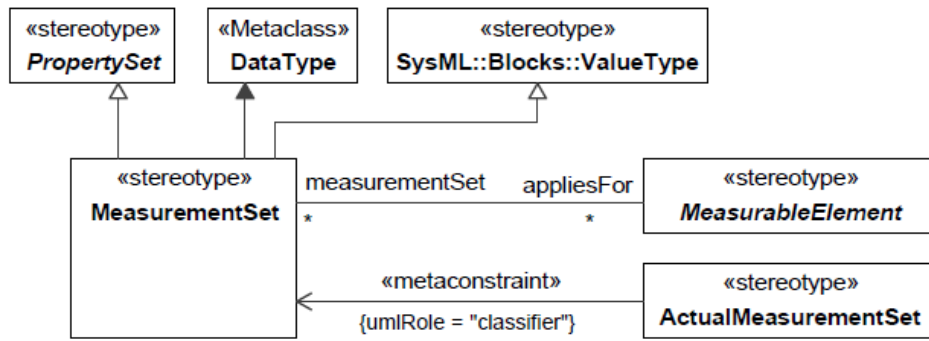 «stereotype»
PropertySet
«Metaclass»
DataType
«stereotype»
SysML::Blocks::ValueType
«stereotype»
MeasurementSet
measurementSet
*
appliesFor
*
«stereotype»
MeasurableElement
«metaconstraint»
{umlRole = "classifier"}
«stereotype»
ActualMeasurementSet